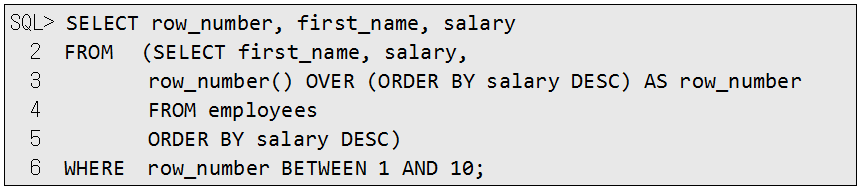 SQL> SELECT row_number, first_name, salary
2 FROM (SELECT first_name, salary,
3 row_number() OVER (ORDER BY salary DESC) AS row_number
4 FROM employees
5 ORDER BY salary DESC)
6 WHERE row_number BETWEEN 1 AND 10;